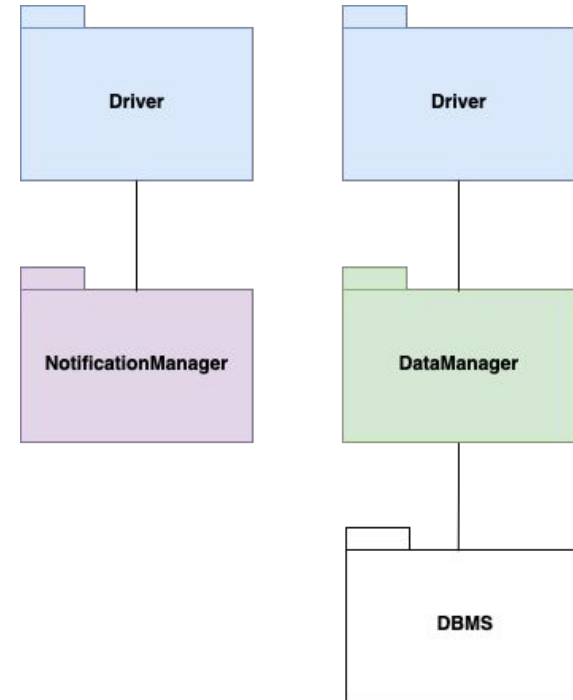 Driver
Driver
NotificationManager
DataManager
DBMS